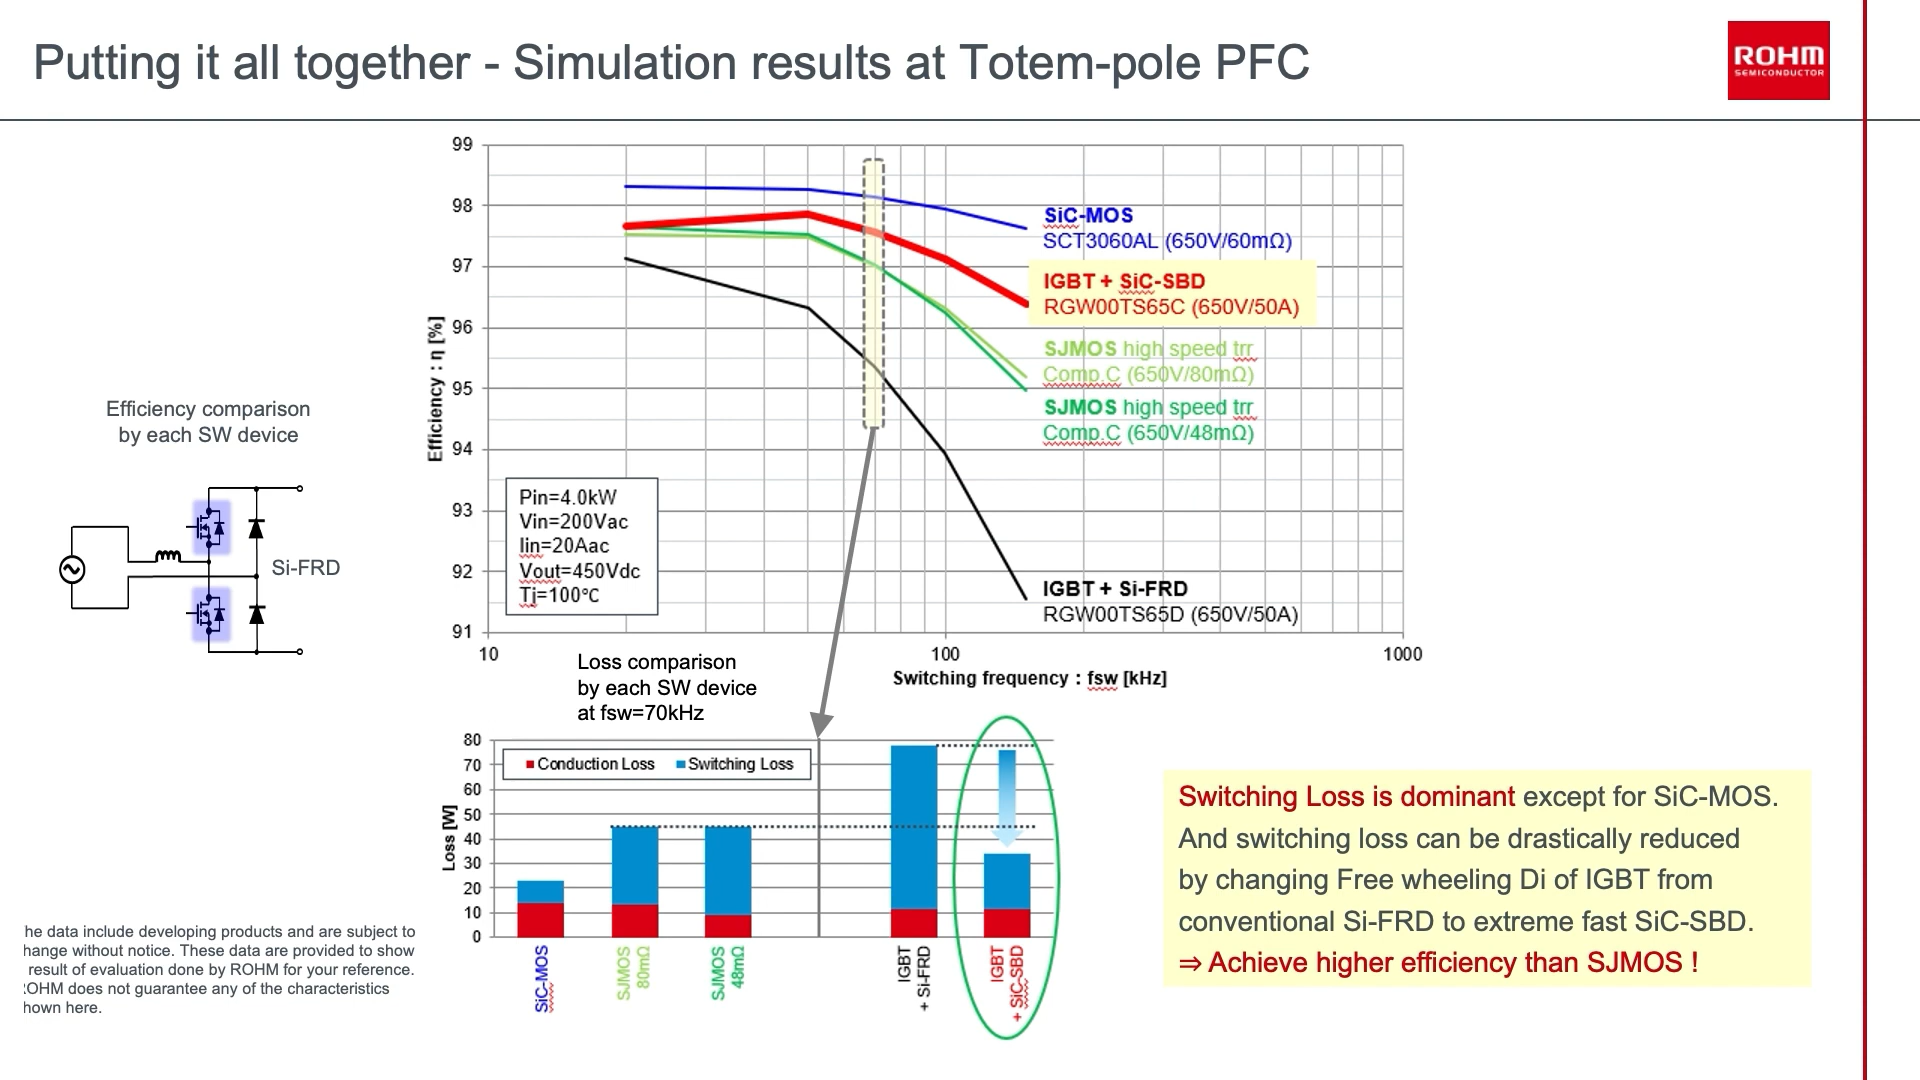 Putting it all together - Simulation results at Totem-pole PFC
ROHM
SEMICONDUCTOR
99
98
97
96
95
94
93
92
91
Efficiency : η [%]
10
100
1000
Switching frequency : fsw [kHz]
SiC-MOS
SCT3060AL (650V/60mΩ)
IGBT + SiC-SBD
RGW00TS65C (650V/50A)
SJMOS high speed trr
Comp.C (650V/80mΩ)
SJMOS high speed trr
Comp.C (650V/48mΩ)
IGBT + Si-FRD
RGW00TS65D (650V/50A)
Pin=4.0kW
Vin=200Vac
Iin=20Aac
Vout=450Vdc
Tj=100℃
Efficiency comparison
by each SW device
Si-FRD
Loss comparison
by each SW device
at fsw=70kHz
80
70
60
50
40
30
20
10
0
Loss [W]
Conduction Loss
Switching Loss
SiC-MOS
SJMOS
80mΩ
SJMOS
48mΩ
IGBT
+ Si-FRD
IGBT
+ SiC-SBD
Switching Loss is dominant except for SiC-MOS.
And switching loss can be drastically reduced
by changing Free wheeling Di of IGBT from
conventional Si-FRD to extreme fast SiC-SBD.
⇒ Achieve higher efficiency than SJMOS !
he data include developing products and are subject to
hange without notice. These data are provided to show
result of evaluation done by ROHM for your reference.
OHM does not guarantee any of the characteristics
hown here.